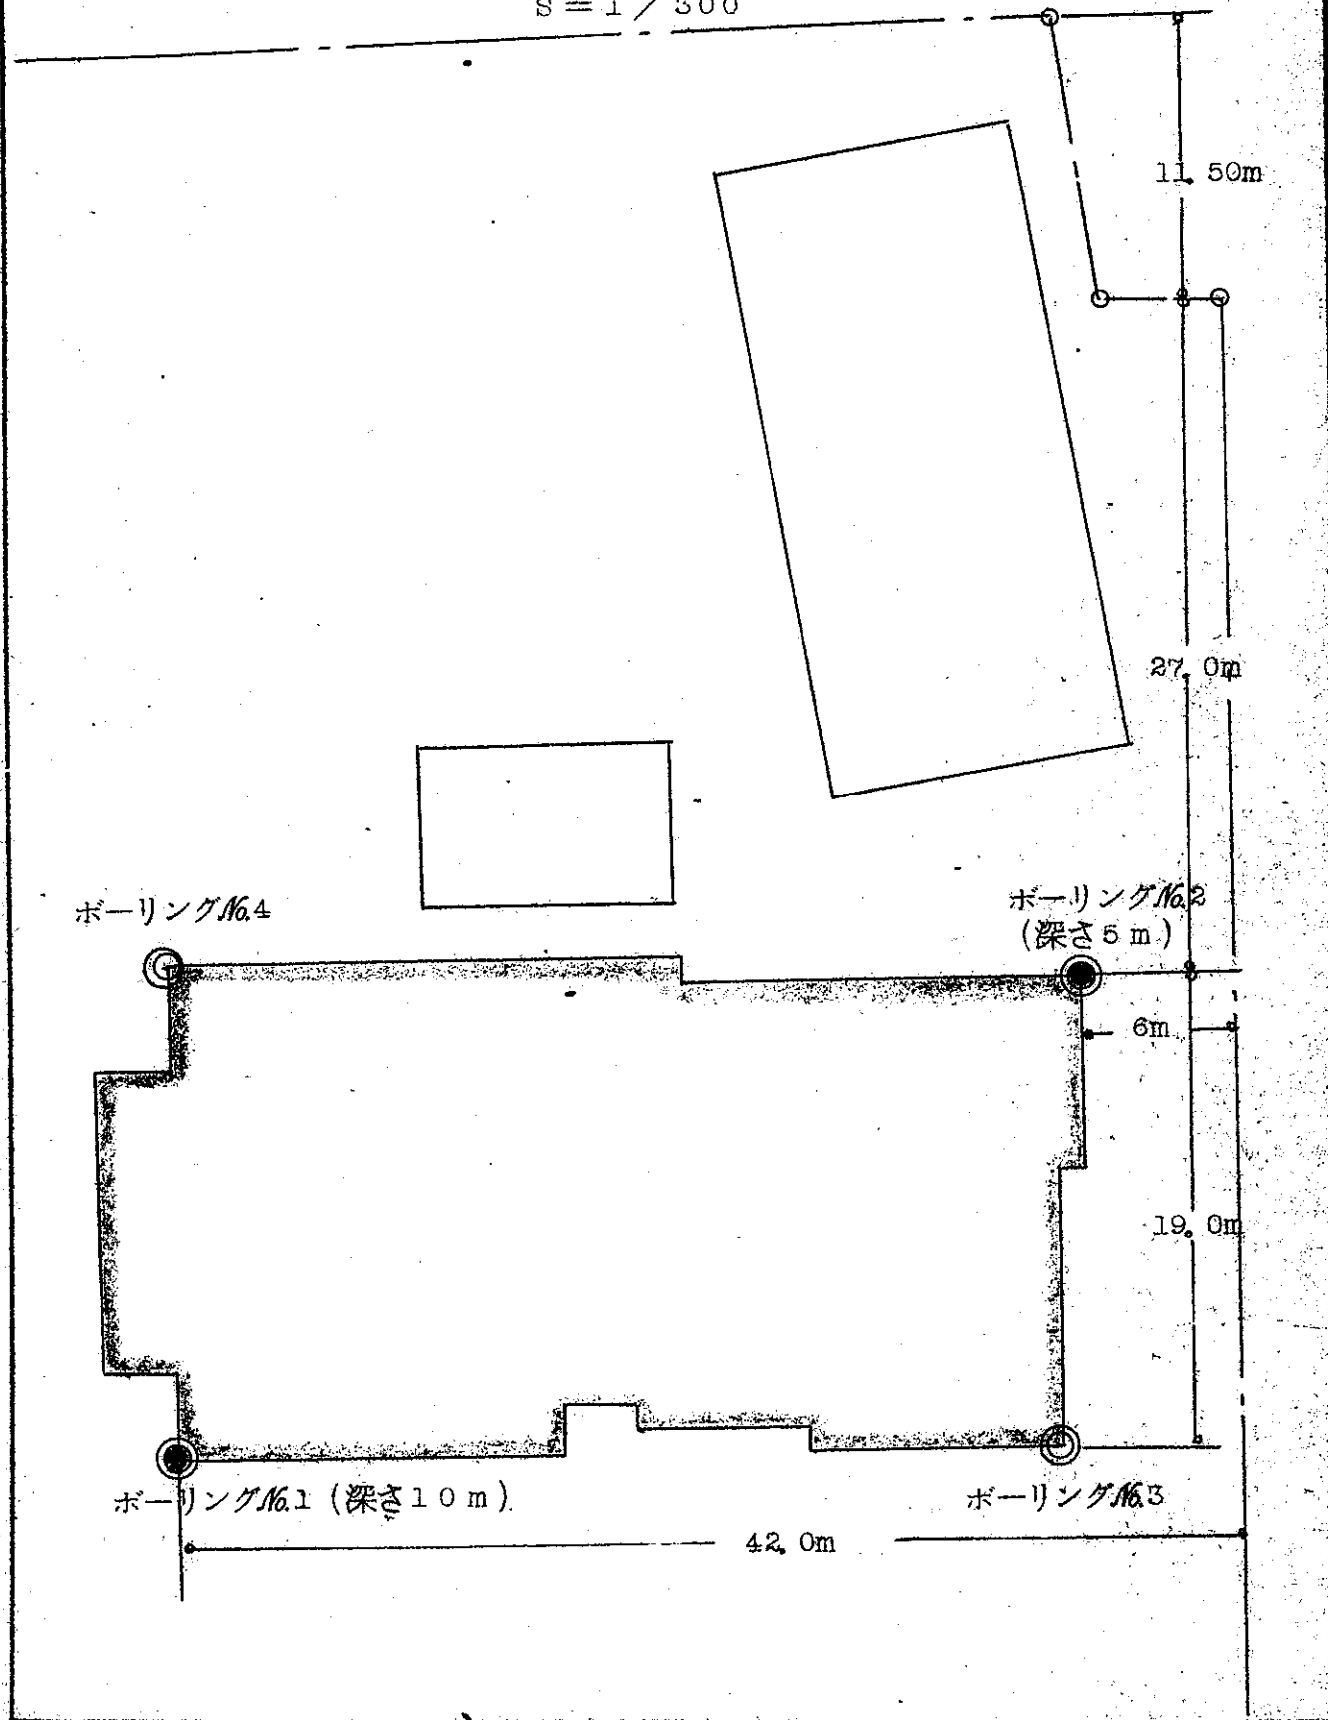 S=1/300
11.50m
27.0m
ボーリングNo.4
ボーリングNo.2
(深さ5m)
6m
19.0m
ボーリングNo.1(深さ10m)
ボーリングNo.3
42.0m